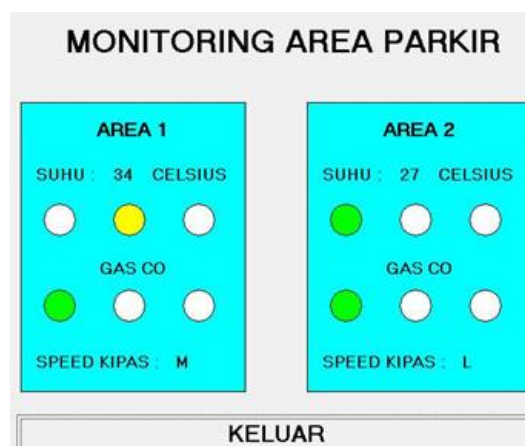 MONITORING AREA PARKIR
AREA 1
SUHU : 34 CELSIUS
GAS CO
SPEED KIPAS : M
AREA 2
SUHU : 27 CELSIUS
GAS CO
SPEED KIPAS : L
KELUAR